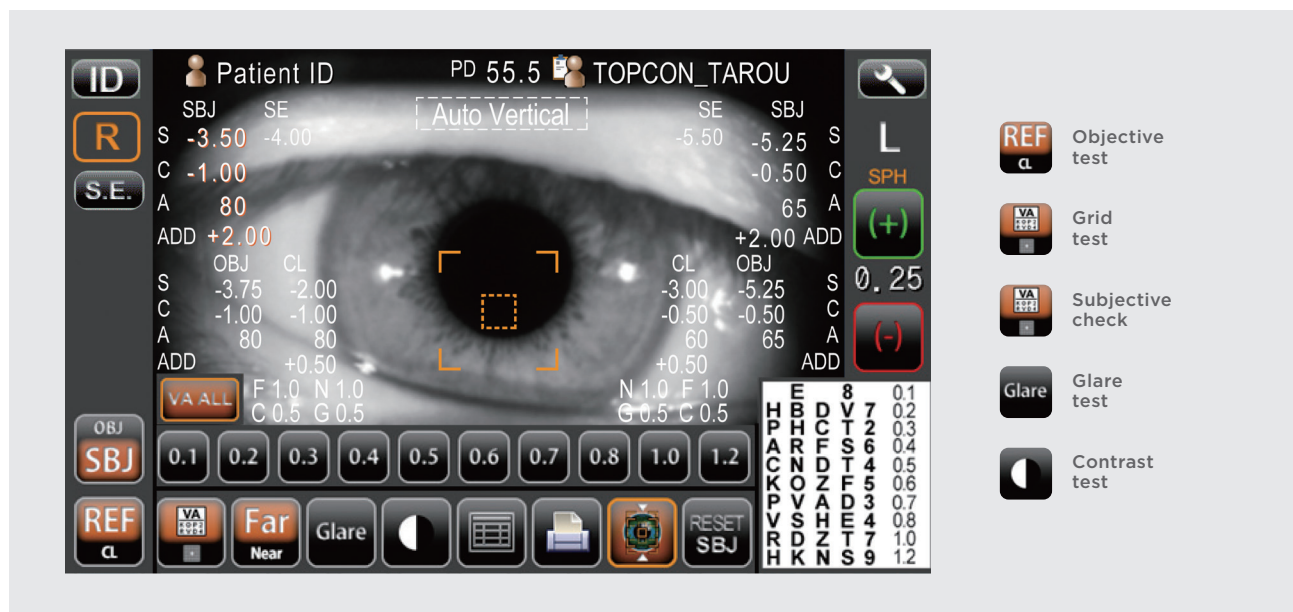 ID Patient ID PD 55.5 TOPCON_TAROU
SBJ SE Auto Vertical SE SBJ
R S -3.50 -4.00 -5.50 -5.25 S L
C -1.00 -0.50 C SPH
S.E. A 80 65 A (+)
ADD +2.00 +2.00 ADD
OBJ CL CL OBJ
S -3.75 -2.00 -3.00 -5.25 S 0.25
C -1.00 -1.00 -0.50 -0.50 C
A 80 80 60 65 A (-)
ADD +0.50 +0.50 ADD
VA ALL F 1.0 N 1.0 N 1.0 F 1.0
C 0.5 G 0.5 G 0.5 C 0.5
E 8 0.1
H B D V 7 0.2
P H C T 2 0.3
A R F S 6 0.4
C N D T 4 0.5
K O Z F 5 0.6
P V A D 3 0.7
V S H E 4 0.8
R D Z T 7 1.0
H K N S 9 1.2
OBJ
SBJ 0.1 0.2 0.3 0.4 0.5 0.6 0.7 0.8 1.0 1.2
REF
CL
VA
Far
Near
Glare
RESET
SBJ
REF
CL
Objective
test
VA
Grid
test
VA
Subjective
check
Glare
Glare
test
Contrast
test